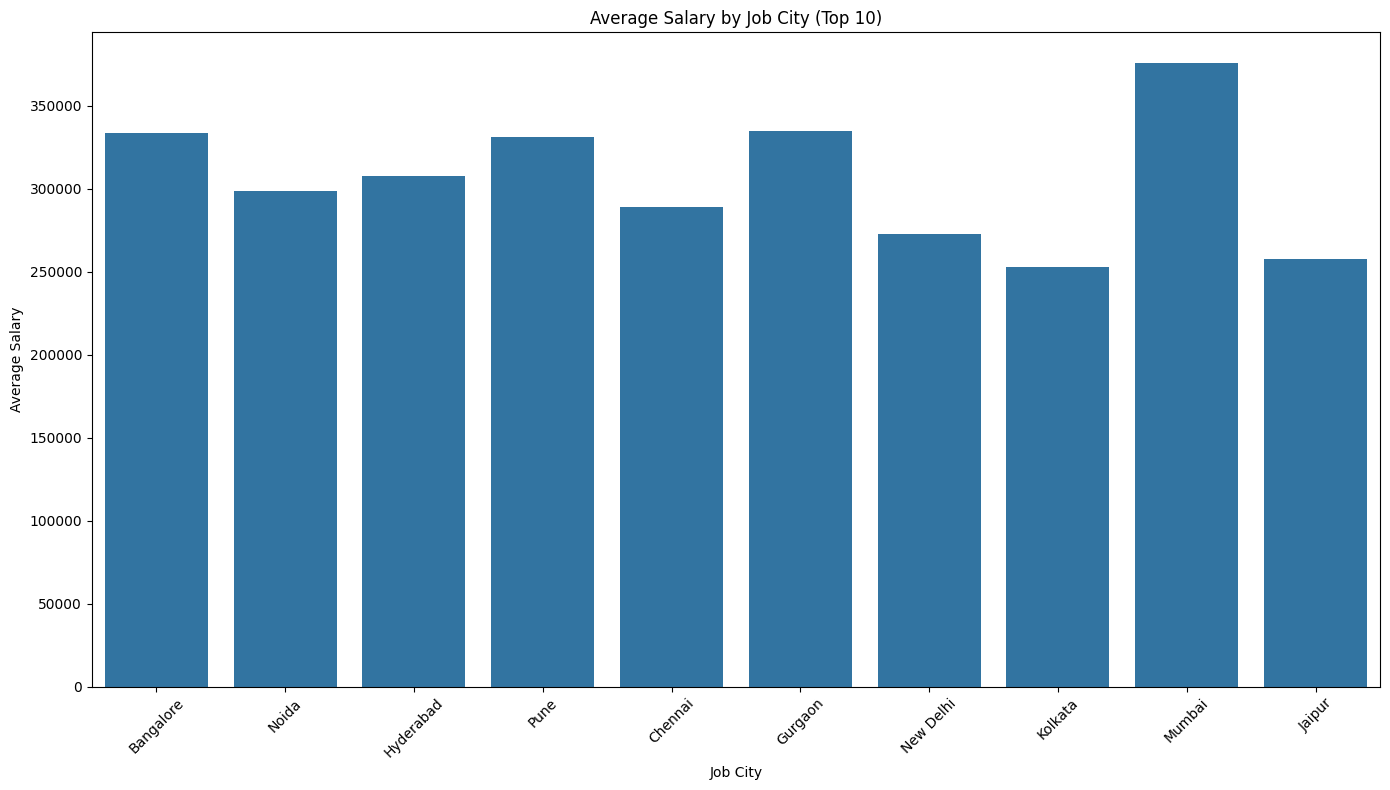 Average Salary by Job City (Top 10)
Average Salary
350000
300000
250000
200000
150000
100000
50000
0
Bangalore
Noida
Hyderabad
Pune
Chennai
Gurgaon
New Delhi
Kolkata
Mumbai
Jaipur
Job City